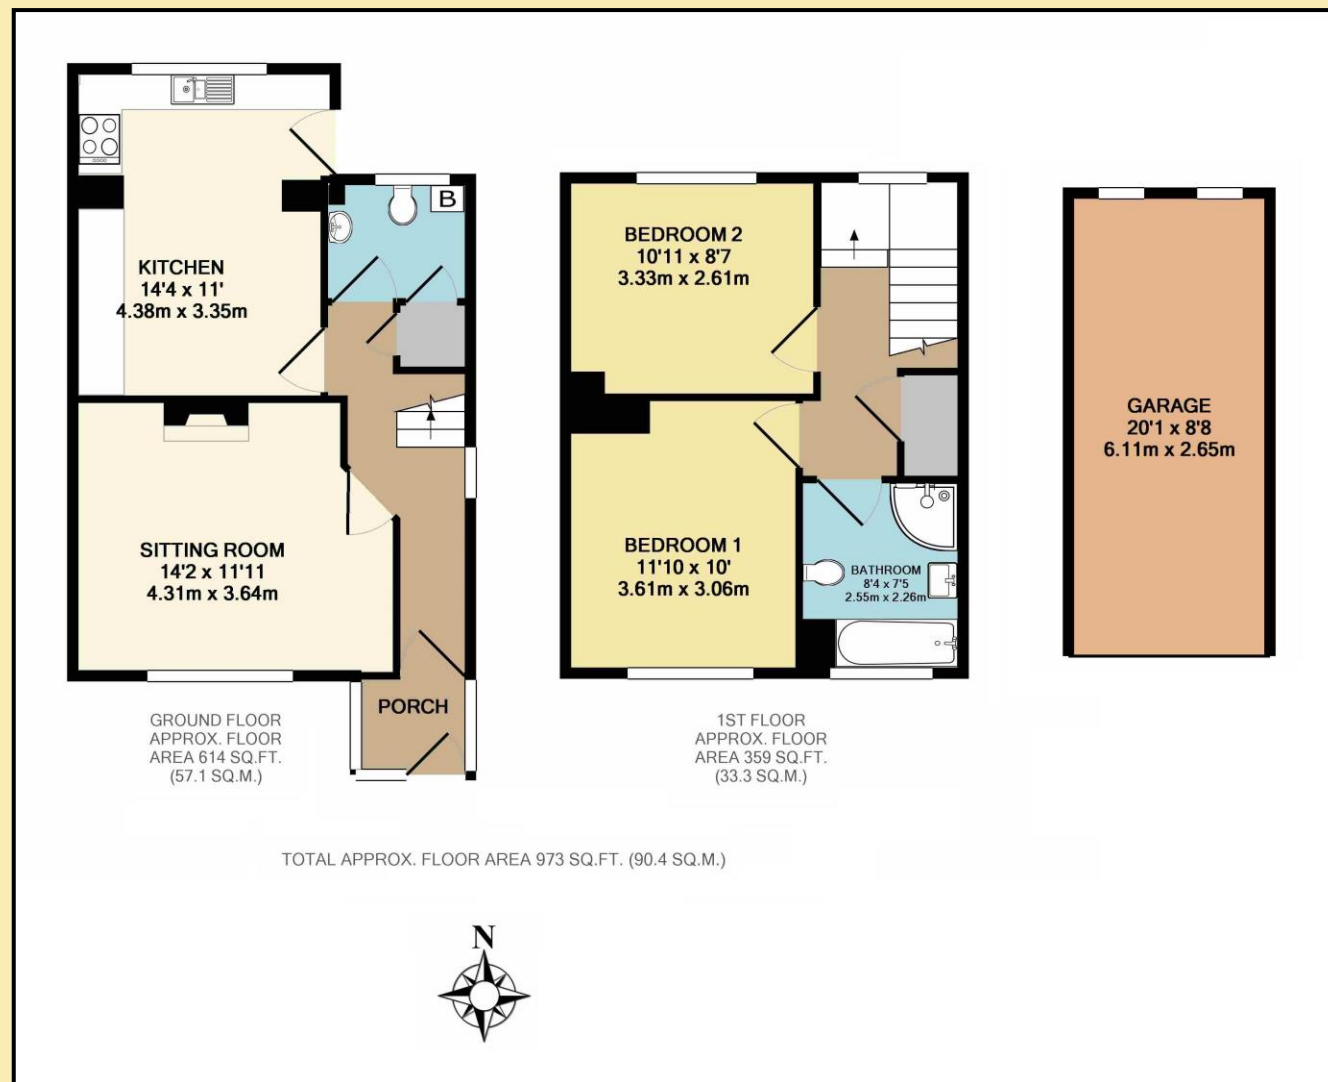 B
KITCHEN
14'4 x 11'
4.38m x 3.35m
SITTING ROOM
14'2 x 11'11
4.31m x 3.64m
PORCH
GROUND FLOOR
APPROX. FLOOR
AREA 614 SQ.FT.
(57.1 SQ.M.)
BEDROOM 2
10'11 x 8'7
3.33m x 2.61m
BEDROOM 1
11'10 x 10'
3.61m x 3.06m
BATHROOM
8'4 x 7'5
2.55m x 2.26m
1ST FLOOR
APPROX. FLOOR
AREA 359 SQ.FT.
(33.3 SQ.M.)
GARAGE
20'1 x 8'8
6.11m x 2.65m
TOTAL APPROX. FLOOR AREA 973 SQ.FT. (90.4 SQ.M.)
N